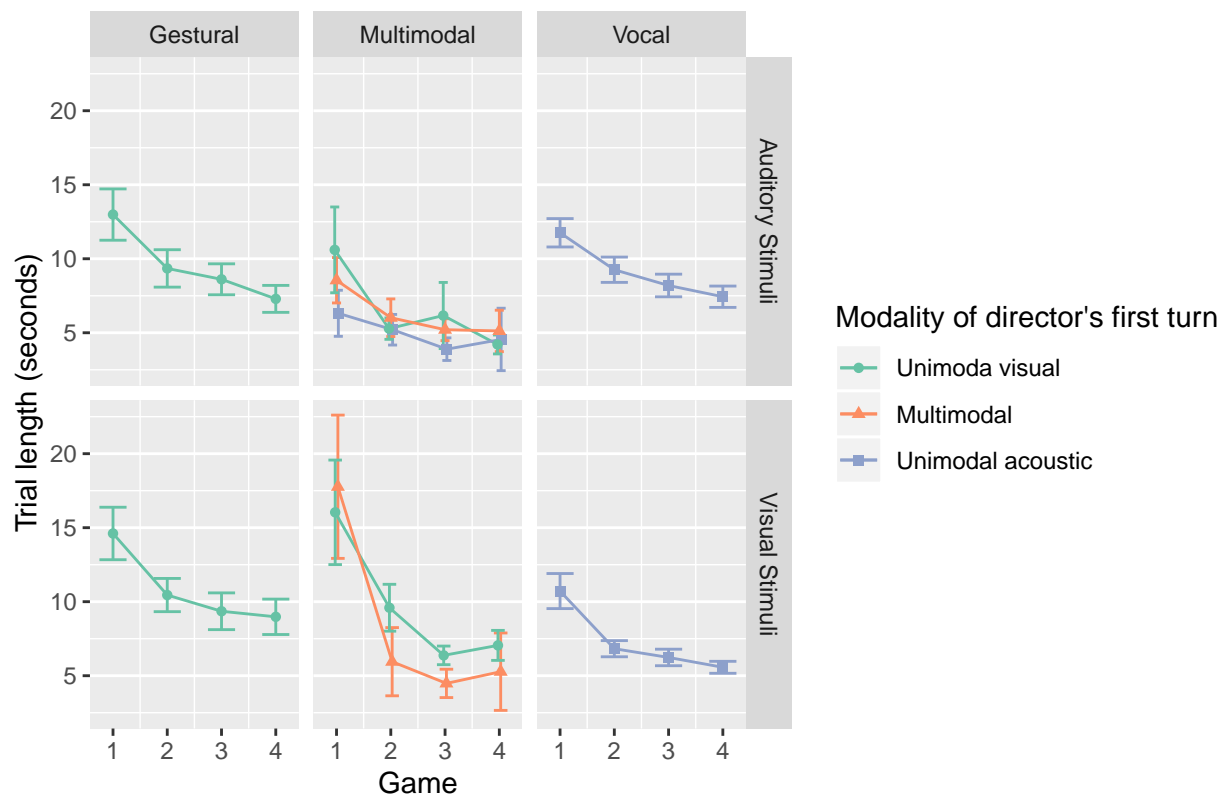 Gestural Multimodal Vocal
20
15
10
5
Auditory Stimuli
20
15
10
5
Visual Stimuli
Trial length (seconds)
1 2 3 4 1 2 3 4 1 2 3 4
Game
Modality of director's first turn
Unimoda visual
Multimodal
Unimodal acoustic